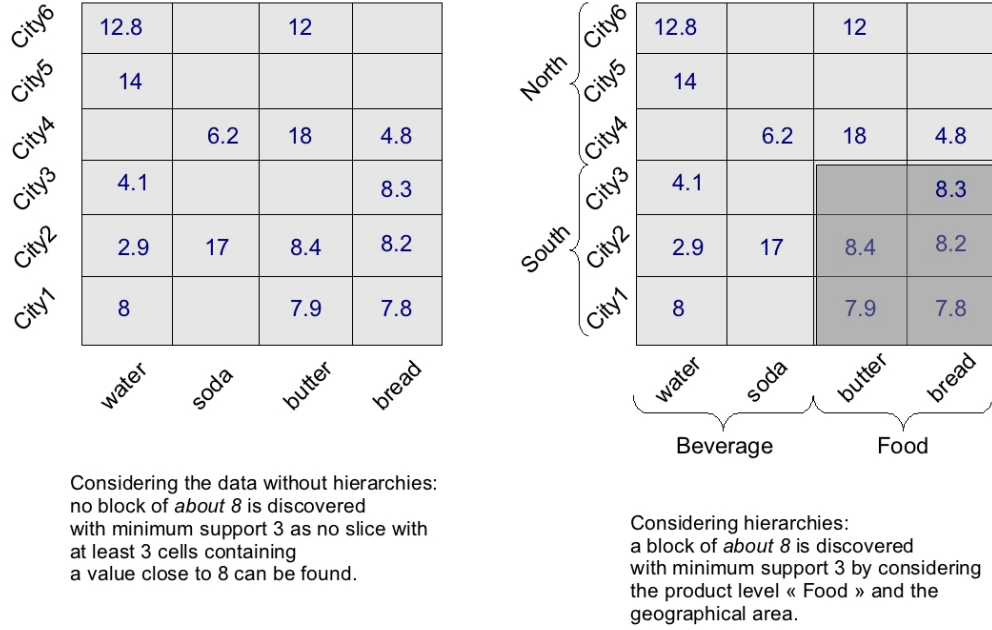 City6 12.8 12
City5 14
City4 6.2 18 4.8
City3 4.1 8.3
City2 2.9 17 8.4 8.2
City1 8 7.9 7.8
water soda butter bread
Considering the data without hierarchies:
no block of about 8 is discovered
with minimum support 3 as no slice with
at least 3 cells containing
a value close to 8 can be found.
North
South
City6 12.8 12
City5 14
City4 6.2 18 4.8
City3 4.1 8.3
City2 2.9 17 8.4 8.2
City1 8 7.9 7.8
water soda butter bread
Beverage Food
Considering hierarchies:
a block of about 8 is discovered
with minimum support 3 by considering
the product level « Food » and the
geographical area.